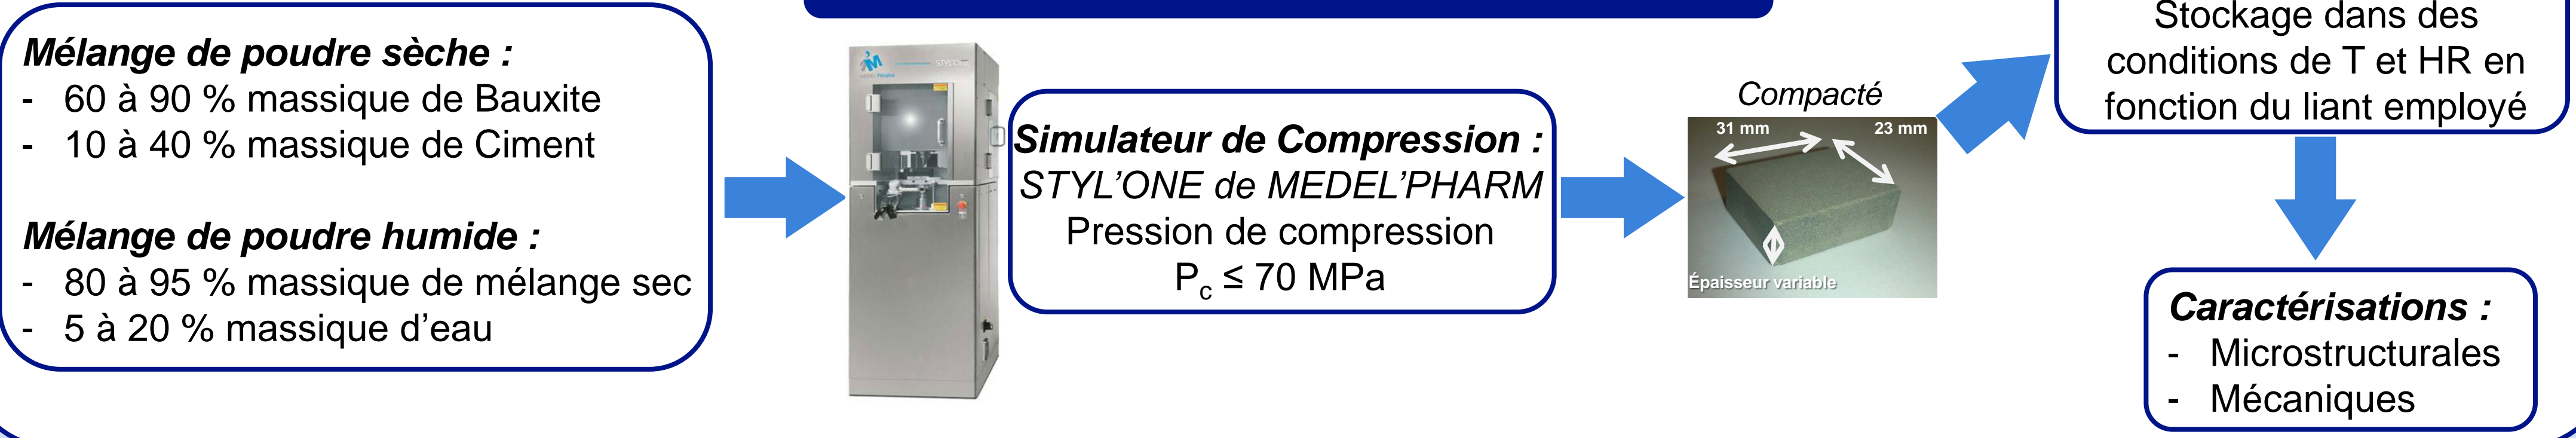 Mélange de poudre sèche :
- 60 à 90 % massique de Bauxite
- 10 à 40 % massique de Ciment
Mélange de poudre humide :
- 80 à 95 % massique de mélange sec
- 5 à 20 % massique d’eau
Simulateur de Compression :
STYL’ONE de MEDEL’PHARM
Pression de compression
Pc ≤ 70 MPa
Compacté
31 mm
23 mm
Épaisseur variable
Stockage dans des
conditions de T et HR en
fonction du liant employé
Caractérisations :
- Microstructurales
- Mécaniques